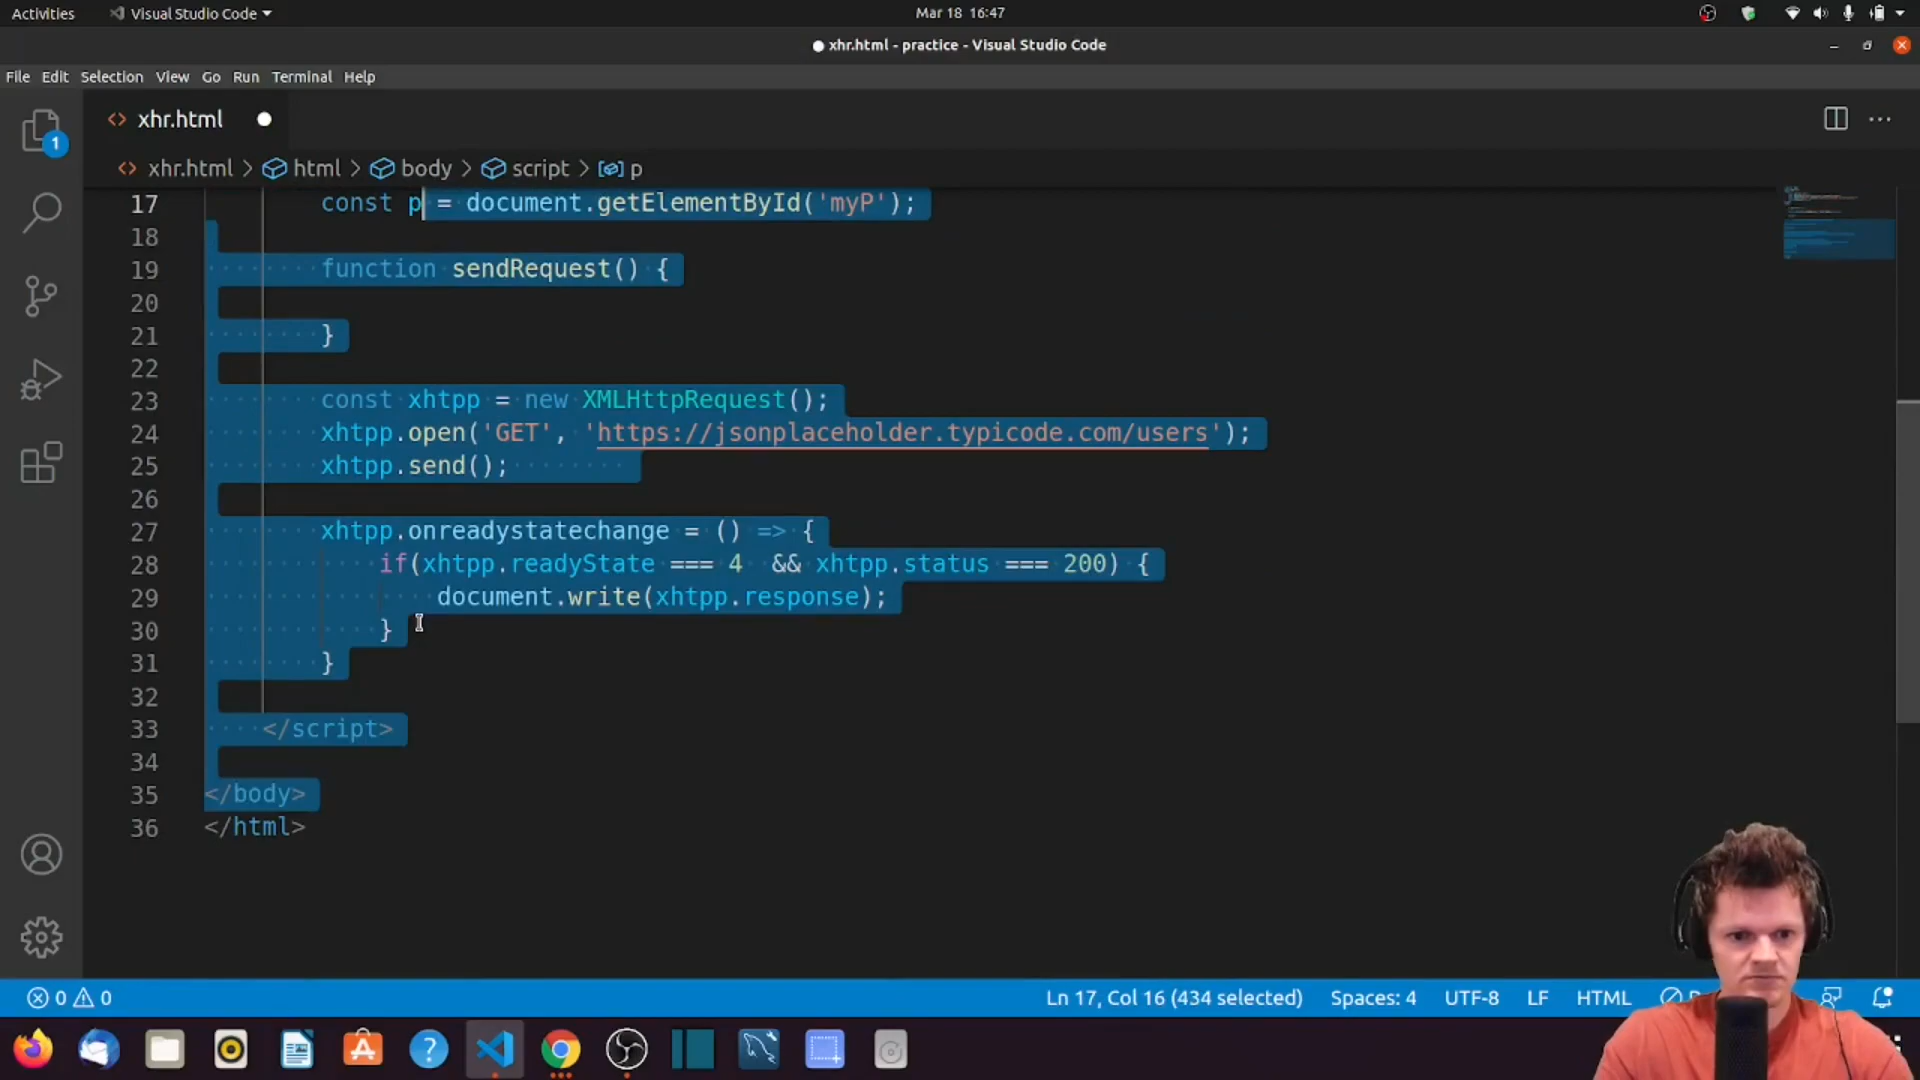 Activities
Visual Studio Code
Mar 18 16:47
xhr.html - practice - Visual Studio Code
File Edit Selection View Go Run Terminal Help
xhr.html
xhr.html > html > body > script > p
17 const p = document.getElementById('myP');
18
19 function sendRequest() {
20
21 }
22
23 const xhtpp = new XMLHttpRequest();
24 xhtpp.open('GET', 'https://jsonplaceholder.typicode.com/users');
25 xhtpp.send();
26
27 xhtpp.onreadystatechange = () => {
28 if(xhtpp.readyState === 4 && xhtpp.status === 200) {
29 document.write(xhtpp.response);
30 }
31 }
32
33 </script>
34
35 </body>
36 </html>
1
0 0 Ln 17, Col 16 (434 selected) Spaces: 4 UTF-8 LF HTML